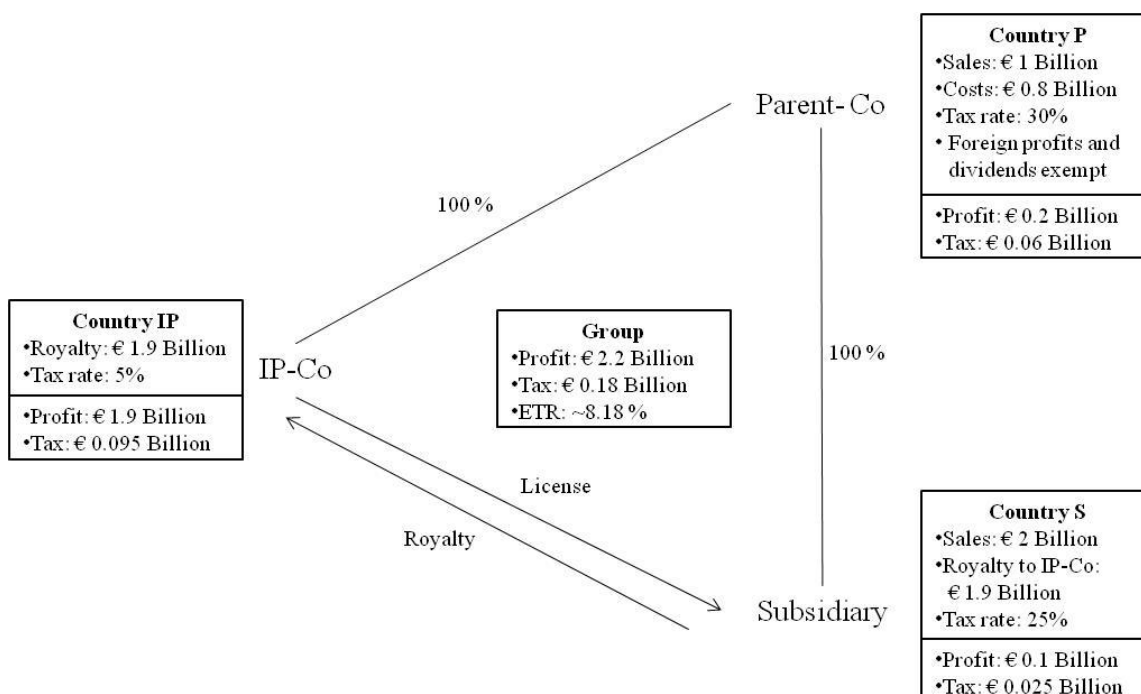 Country P
•Sales: € 1 Billion
•Costs: € 0.8 Billion
•Tax rate: 30%
• Foreign profits and
dividends exempt
•Profit: € 0.2 Billion
•Tax: € 0.06 Billion
Parent- Co
100 %
Country IP
•Royalty: € 1.9 Billion
•Tax rate: 5%
•Profit: € 1.9 Billion
•Tax: € 0.095 Billion
IP-Co
Group
•Profit: € 2.2 Billion
•Tax: € 0.18 Billion
•ETR: ~8.18 %
100 %
License
Royalty
Subsidiary
Country S
•Sales: € 2 Billion
•Royalty to IP-Co:
€ 1.9 Billion
•Tax rate: 25%
•Profit: € 0.1 Billion
•Tax: € 0.025 Billion